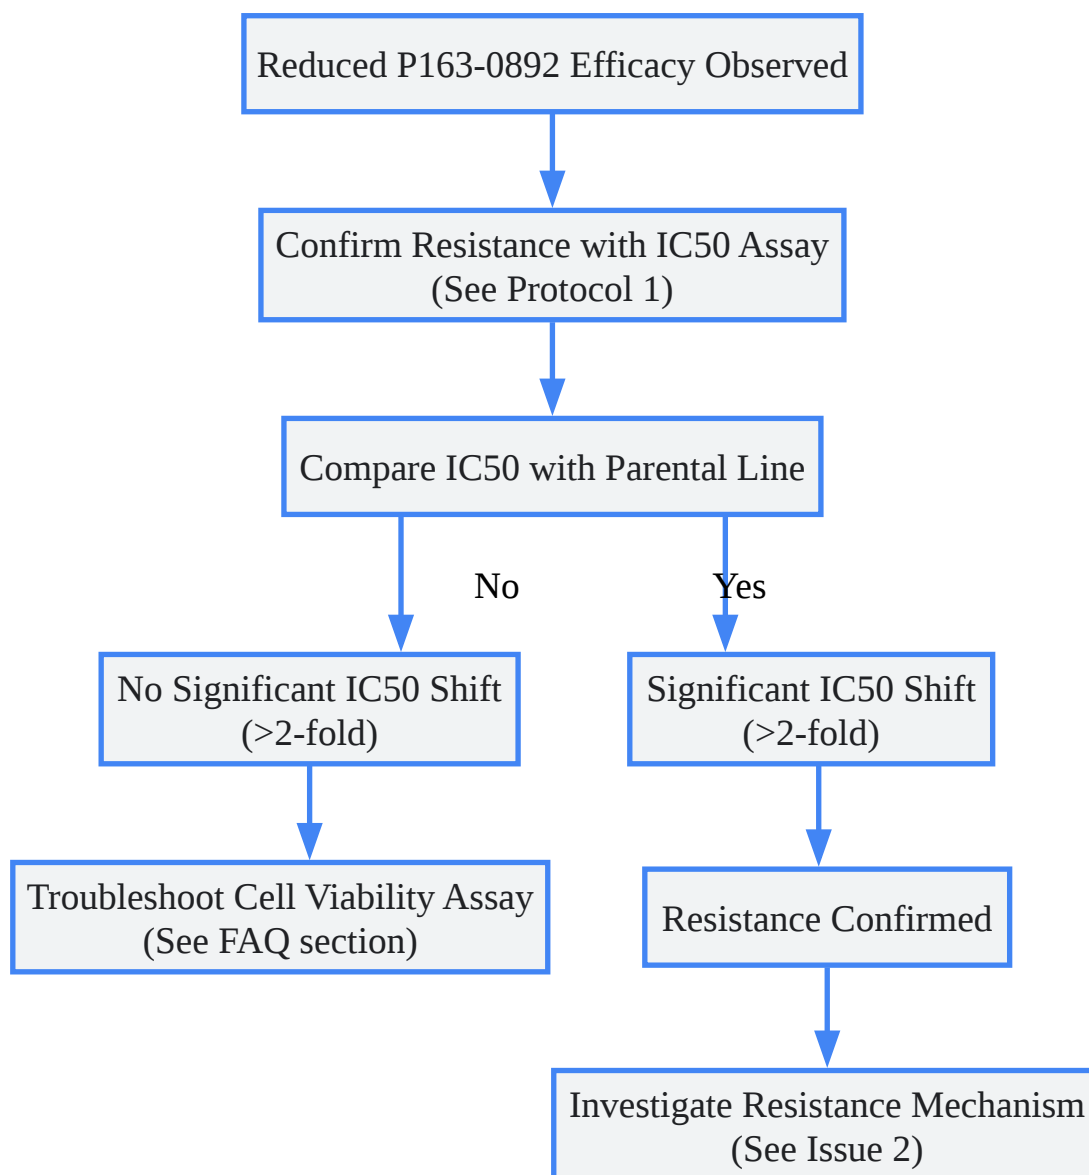 Reduced P163-0892 Efficacy Observed
Confirm Resistance with IC50 Assay
(See Protocol 1)
Compare IC50 with Parental Line
No
Yes
No Significant IC50 Shift
(>2-fold)
Significant IC50 Shift
(>2-fold)
Troubleshoot Cell Viability Assay
(See FAQ section)
Resistance Confirmed
Investigate Resistance Mechanism
(See Issue 2)